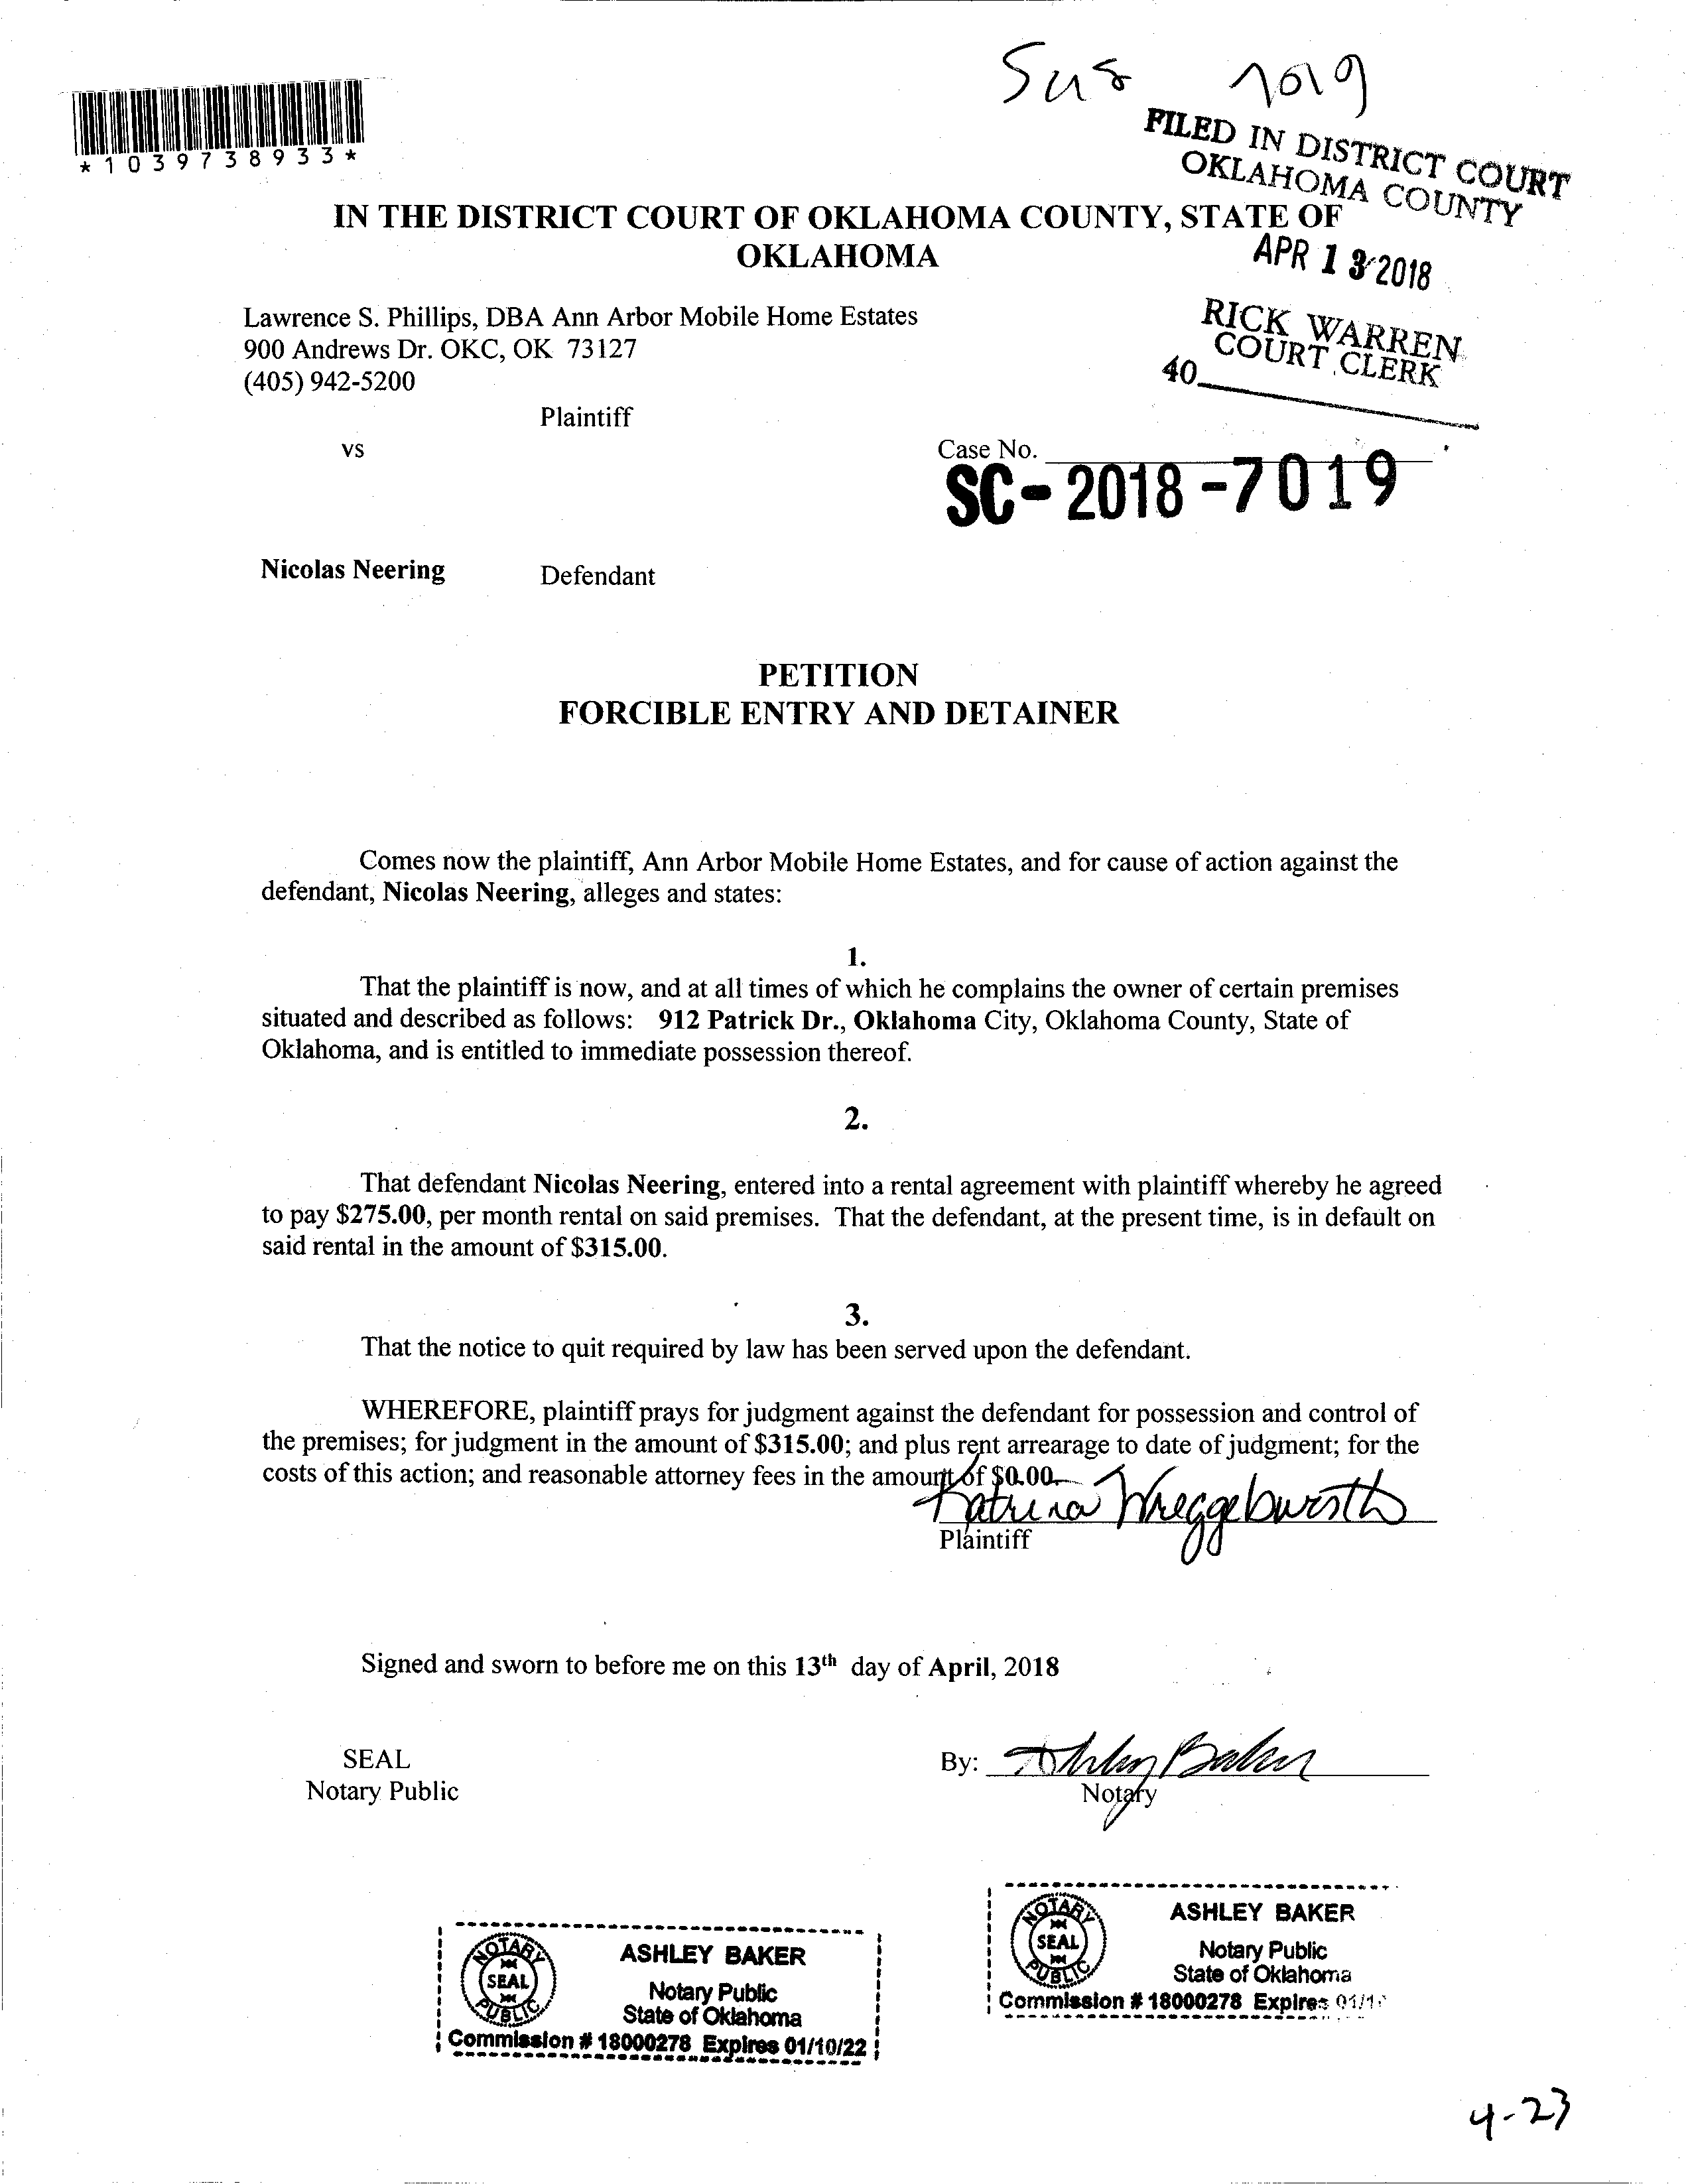 Sus 7019
*1039738933*
FILED IN DISTRICT COURT
OKLAHOMA COUNTY
IN THE DISTRICT COURT OF OKLAHOMA COUNTY, STATE OF
OKLAHOMA
APR 13 2018
Lawrence S. Phillips, DBA Ann Arbor Mobile Home Estates
900 Andrews Dr. OKC, OK 73127
(405) 942-5200
RICK WARREN
COURT CLERK
40
Plaintiff
vs
Case No.
SC-2018-7019
Nicolas Neering Defendant
PETITION
FORCIBLE ENTRY AND DETAINER
Comes now the plaintiff, Ann Arbor Mobile Home Estates, and for cause of action against the
defendant, Nicolas Neering, alleges and states:
1.
That the plaintiff is now, and at all times of which he complains the owner of certain premises
situated and described as follows: 912 Patrick Dr., Oklahoma City, Oklahoma County, State of
Oklahoma, and is entitled to immediate possession thereof.
2.
That defendant Nicolas Neering, entered into a rental agreement with plaintiff whereby he agreed
to pay $275.00, per month rental on said premises. That the defendant, at the present time, is in default on
said rental in the amount of $315.00.
3.
That the notice to quit required by law has been served upon the defendant.
WHEREFORE, plaintiff prays for judgment against the defendant for possession and control of
the premises; for judgment in the amount of $315.00; and plus rent arrearage to date of judgment; for the
costs of this action; and reasonable attorney fees in the amount of $0.00.
Katrina Wreggelsworth
Plaintiff
Signed and sworn to before me on this 13th day of April, 2018
SEAL
Notary Public
By: Ashley Baker
Notary
NOTARY
SEAL
PUBLIC
ASHLEY BAKER
Notary Public
State of Oklahoma
Commission # 18000278 Expires 01/10/22
NOTARY
SEAL
PUBLIC
ASHLEY BAKER
Notary Public
State of Oklahoma
Commission # 18000278 Expires
4-23